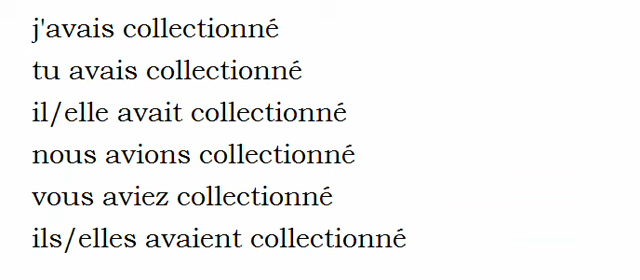 j'avais collectionné
tu avais collectionné
il/elle avait collectionné
nous avions collectionné
vous aviez collectionné
ils/elles avaient collectionné